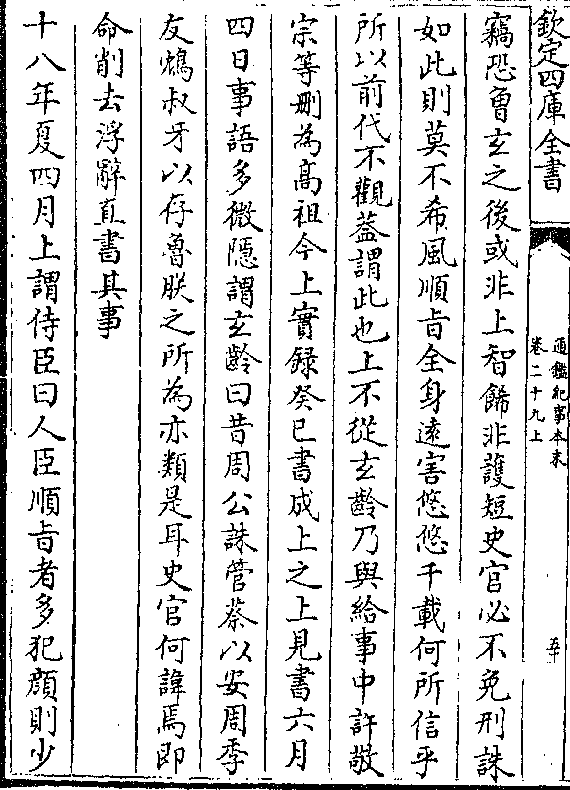 欽定四庫全書
通鑑紀事本末
卷二十九上
五十
竊恐曾玄之後或非上智飾非護短史官必不免刑誅
如此則莫不希風順旨全身逺害悠悠千載何所信乎
所以前代不觀葢謂此也上不從玄齡乃與給事中許敬
宗等刪為髙祖今上實録癸巳書成上之上見書六月
四日事語多微隠謂玄齡曰昔周公誅管蔡以安周季
友鴆叔牙以存魯朕之所為亦類是耳史官何諱焉即
命削去浮辭直書其事
十八年夏四月上謂侍臣曰人臣順旨者多犯顔則少